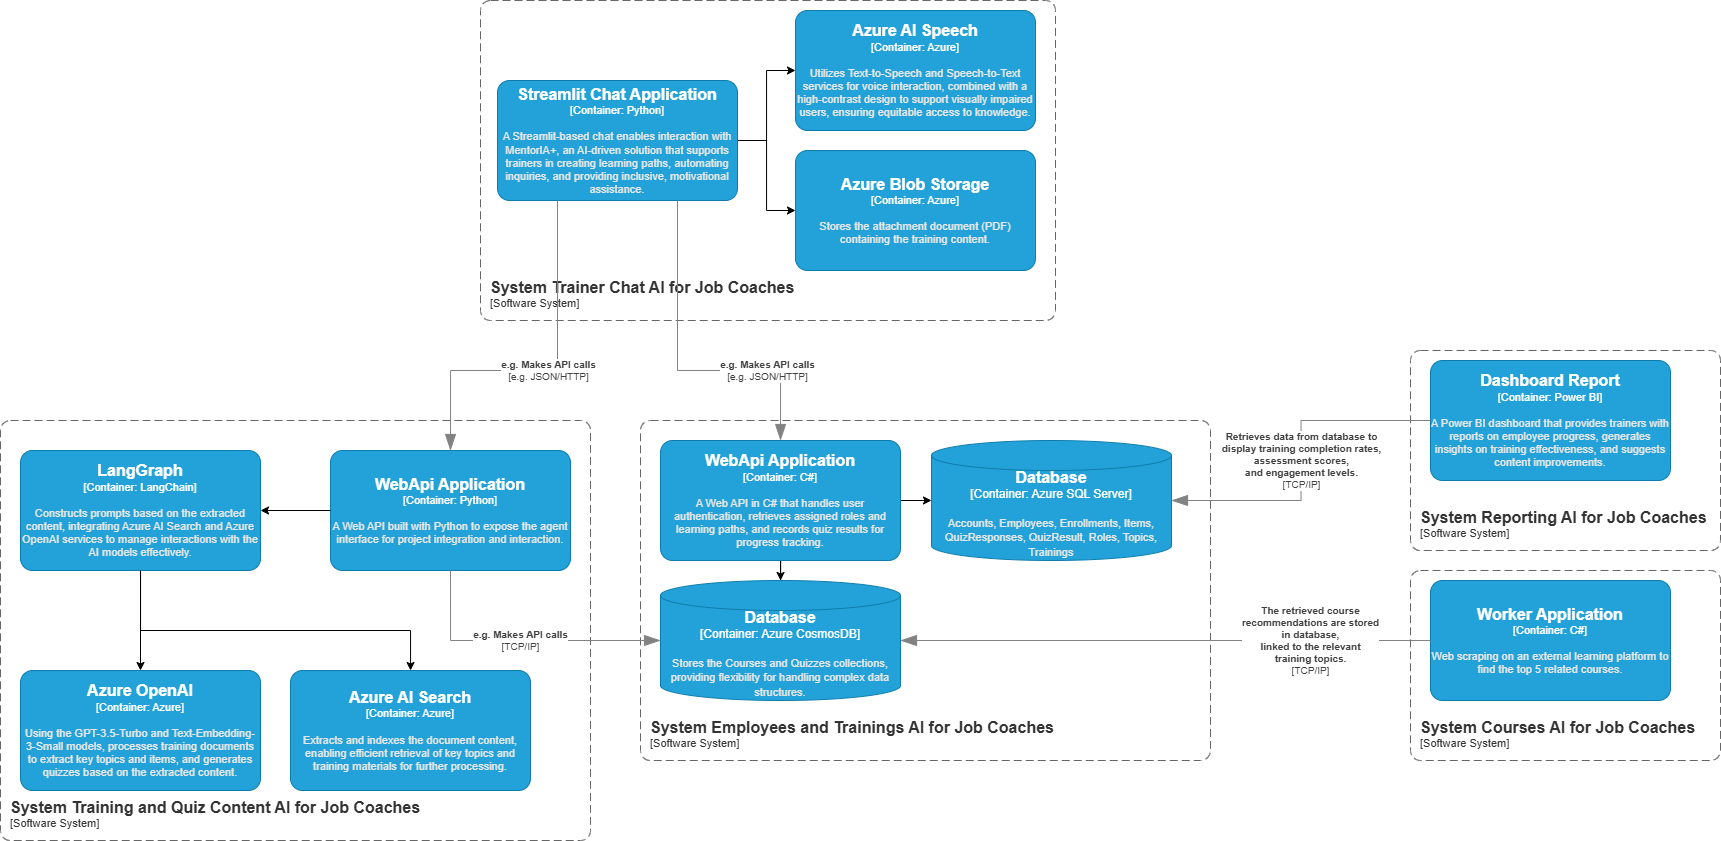 Azure AI Speech
[Container: Azure]
Utilizes Text-to-Speech and Speech-to-Text
services for voice interaction, combined with a
high-contrast design to support visually impaired
users, ensuring equitable access to knowledge.
Streamlit Chat Application
[Container: Python]
A Streamlit-based chat enables interaction with
MentorIA+, an AI-driven solution that supports
trainers in creating learning paths, automating
inquiries, and providing inclusive, motivational
assistance.
Azure Blob Storage
[Container: Azure]
Stores the attachment document (PDF)
containing the training content.
System Trainer Chat AI for Job Coaches
[Software System]
e.g. Makes API calls
[e.g. JSON/HTTP]
e.g. Makes API calls
[e.g. JSON/HTTP]
LangGraph
[Container: LangChain]
Constructs prompts based on the extracted
content, integrating Azure AI Search and Azure
OpenAI services to manage interactions with the
AI models effectively.
WebApi Application
[Container: Python]
A Web API built with Python to expose the agent
interface for project integration and interaction.
Azure OpenAI
[Container: Azure]
Using the GPT-3.5-Turbo and Text-Embedding-
3-Small models, processes training documents
to extract key topics and items, and generates
quizzes based on the extracted content.
Azure AI Search
[Container: Azure]
Extracts and indexes the document content,
enabling efficient retrieval of key topics and
training materials for further processing.
System Training and Quiz Content AI for Job Coaches
[Software System]
e.g. Makes API calls
[TCP/IP]
WebApi Application
[Container: C#]
A Web API in C# that handles user
authentication, retrieves assigned roles and
learning paths, and records quiz results for
progress tracking.
Database
[Container: Azure SQL Server]
Accounts, Employees, Enrollments, Items,
QuizResponses, QuizResult, Roles, Topics,
Trainings
Database
[Container: Azure CosmosDB]
Stores the Courses and Quizzes collections,
providing flexibility for handling complex data
structures.
System Employees and Trainings AI for Job Coaches
[Software System]
Retrieves data from database to
display training completion rates,
assessment scores,
and engagement levels.
[TCP/IP]
The retrieved course
recommendations are stored
in database,
linked to the relevant
training topics.
[TCP/IP]
Dashboard Report
[Container: Power BI]
A Power BI dashboard that provides trainers with
reports on employee progress, generates
insights on training effectiveness, and suggests
content improvements.
System Reporting AI for Job Coaches
[Software System]
Worker Application
[Container: C#]
Web scraping on an external learning platform to
find the top 5 related courses.
System Courses AI for Job Coaches
[Software System]